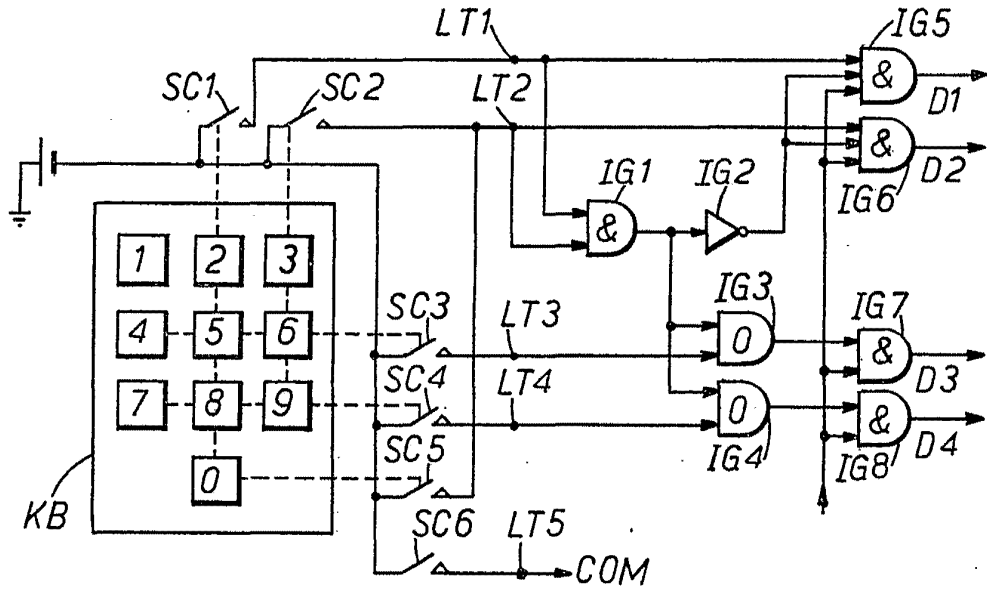 LT1
IG5
&
D1
SC1
SC2
LT2
&
D2
IG6
IG1
&
IG2
1 2 3
4 5 6
7 8 9
0
KB
SC3
LT3
IG3
0
IG7
&
D3
SC4
LT4
0
IG4
&
D4
IG8
SC5
SC6
LT5
COM